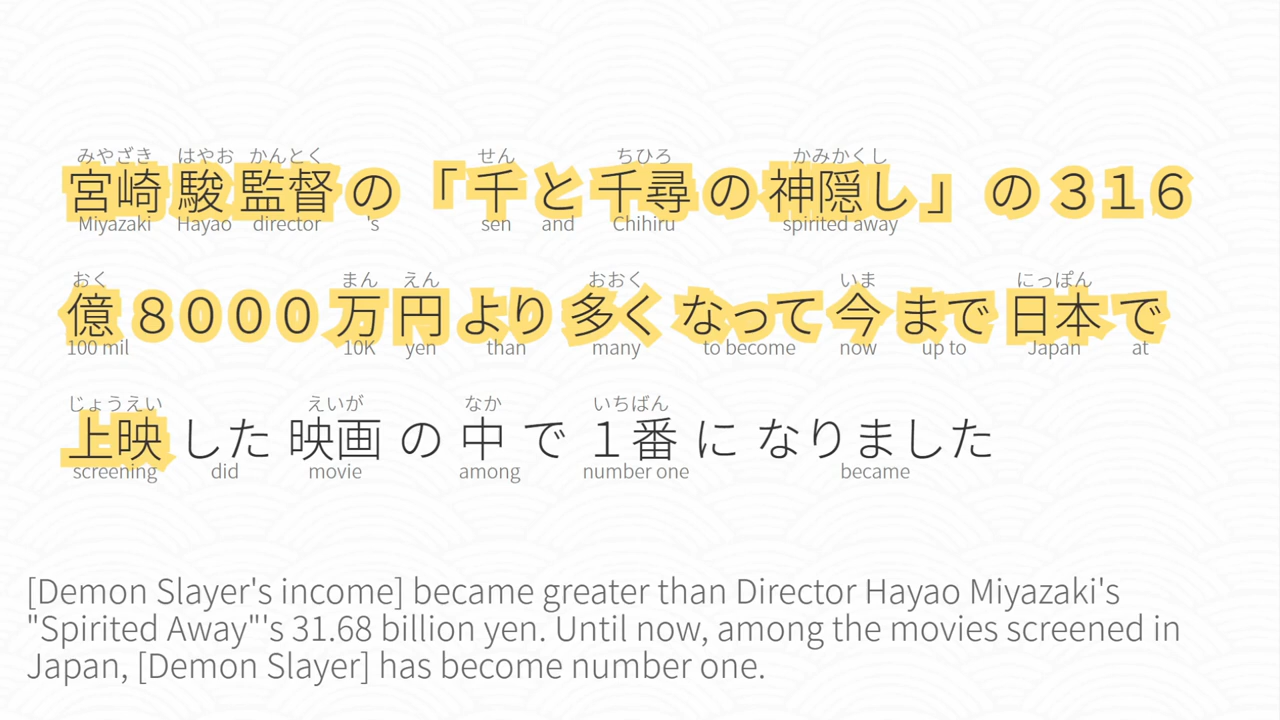 みやざき はやお かんとく せん ちひろ かみかくし
宮崎 駿 監督 の 「千 と 千尋 の 神隠し」 の ３１６
Miyazaki Hayao director 's sen and Chihiru spirited away
おく まん えん おおく いま にっぽん
億 ８０００ 万 円 より 多く なって 今 まで 日本 で
100 mil 10K yen than many to become now up to Japan at
じょうえい えいが なか いちばん
上映 した 映画 の 中 で １番 に なりました
screening did movie among number one became
[Demon Slayer's income] became greater than Director Hayao Miyazaki's
"Spirited Away"'s 31.68 billion yen. Until now, among the movies screened in
Japan, [Demon Slayer] has become number one.